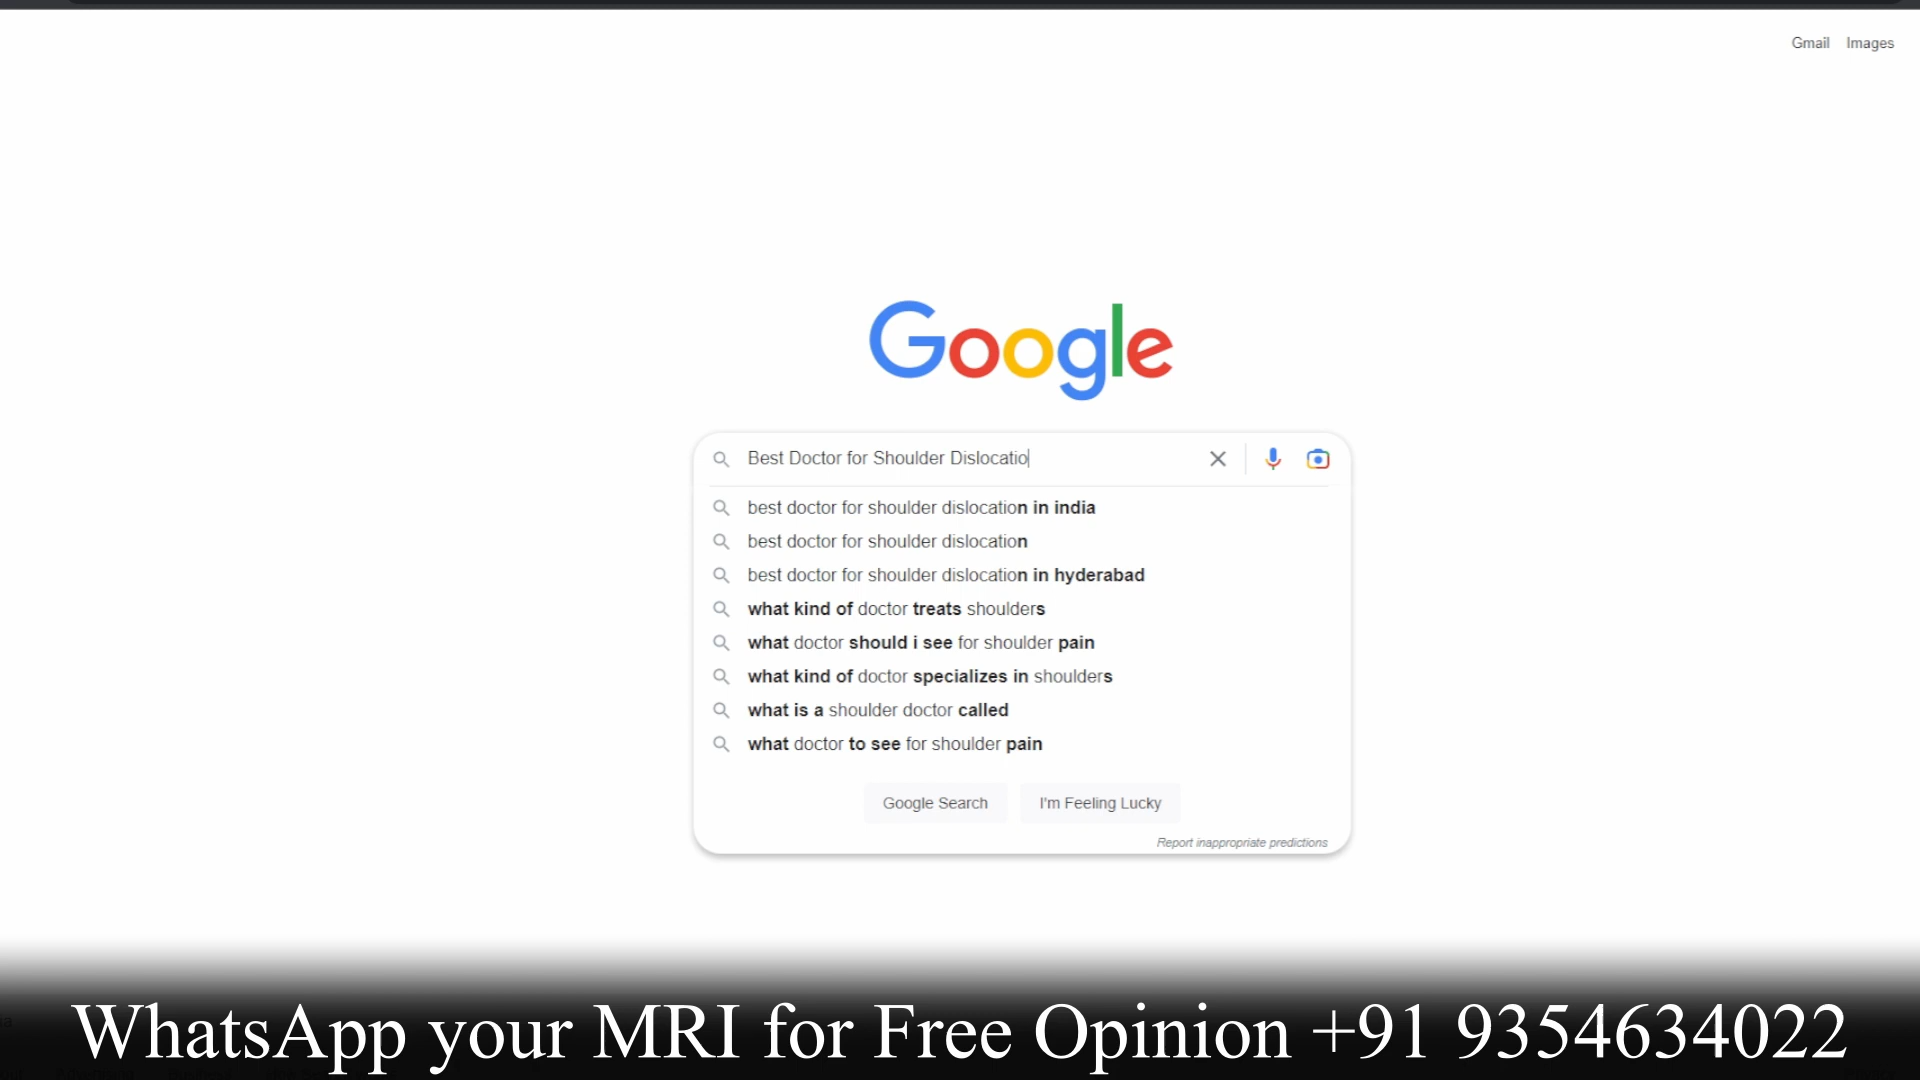 Gmail Images
Google
Best Doctor for Shoulder Dislocatio
best doctor for shoulder dislocation in india
best doctor for shoulder dislocation
best doctor for shoulder dislocation in hyderabad
what kind of doctor treats shoulders
what doctor should i see for shoulder pain
what kind of doctor specializes in shoulders
what is a shoulder doctor called
what doctor to see for shoulder pain
Google Search I'm Feeling Lucky
Report inappropriate predictions
WhatsApp your MRI for Free Opinion +91 9354634022